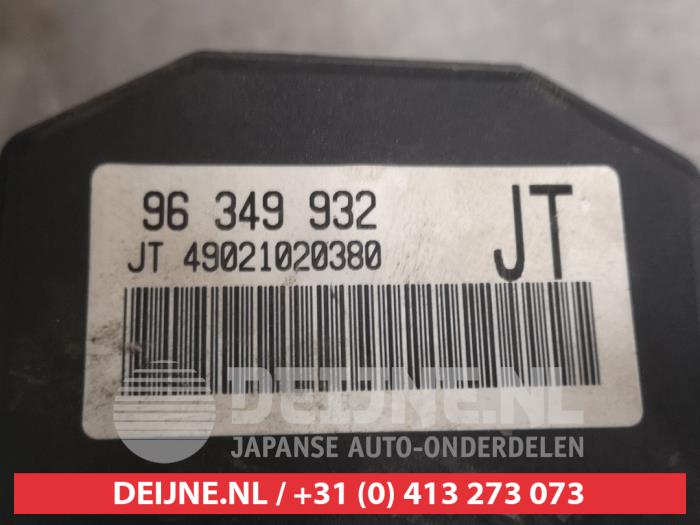 96 349 932
JT
JT 49021020380
DEIJNE.NL
JAPANSE AUTO-ONDERDELEN
DEIJNE.NL / +31 (0) 413 273 073